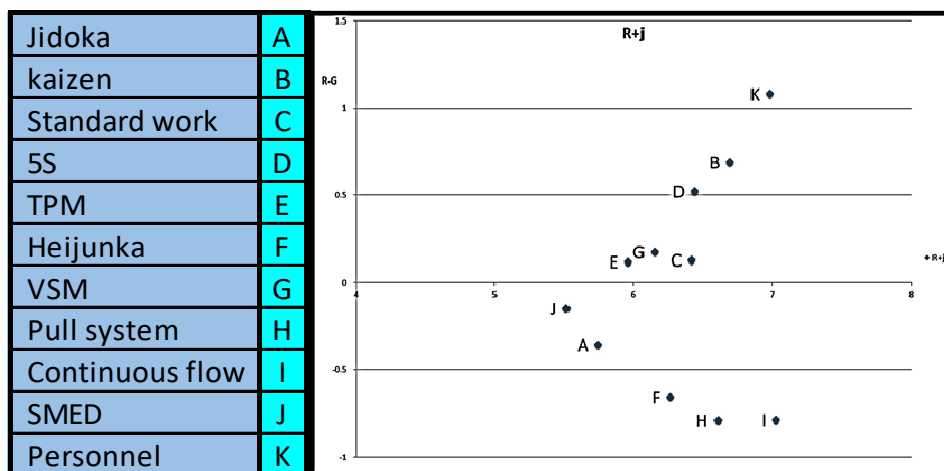 Jidoka A
kaizen B
Standard work C
5S D
TPM E
Heijunka F
VSM G
Pull system H
Continuous flow I
SMED J
Personnel K
1.5
R+j
R-G
K
1
B
D
0.5
G
E
C
R+j
0
4 5 6 7 8
J
A
-0.5
F
H
I
-1